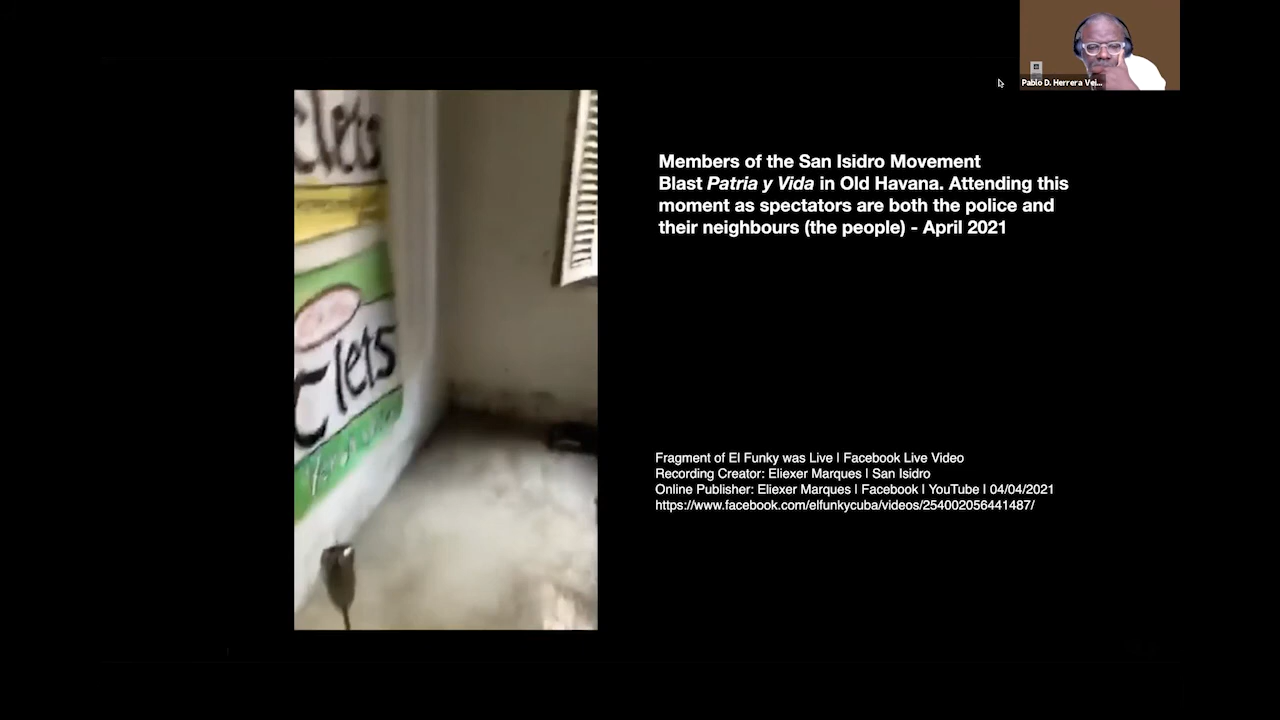 Pablo D. Herrera Vei...
clets
Members of the San Isidro Movement
Blast Patria y Vida in Old Havana. Attending this
moment as spectators are both the police and
their neighbours (the people) - April 2021
clets
Fragment of El Funky was Live | Facebook Live Video
Recording Creator: Eliexer Marques | San Isidro
Online Publisher: Eliexer Marques | Facebook | YouTube | 04/04/2021
https://www.facebook.com/elfunkycuba/videos/254002056441487/